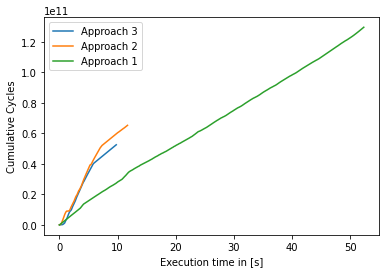 1e11
Approach 3
Approach 2
Approach 1
Cumulative Cycles
1.2
1.0
0.8
0.6
0.4
0.2
0.0
0 10 20 30 40 50
Execution time in [s]